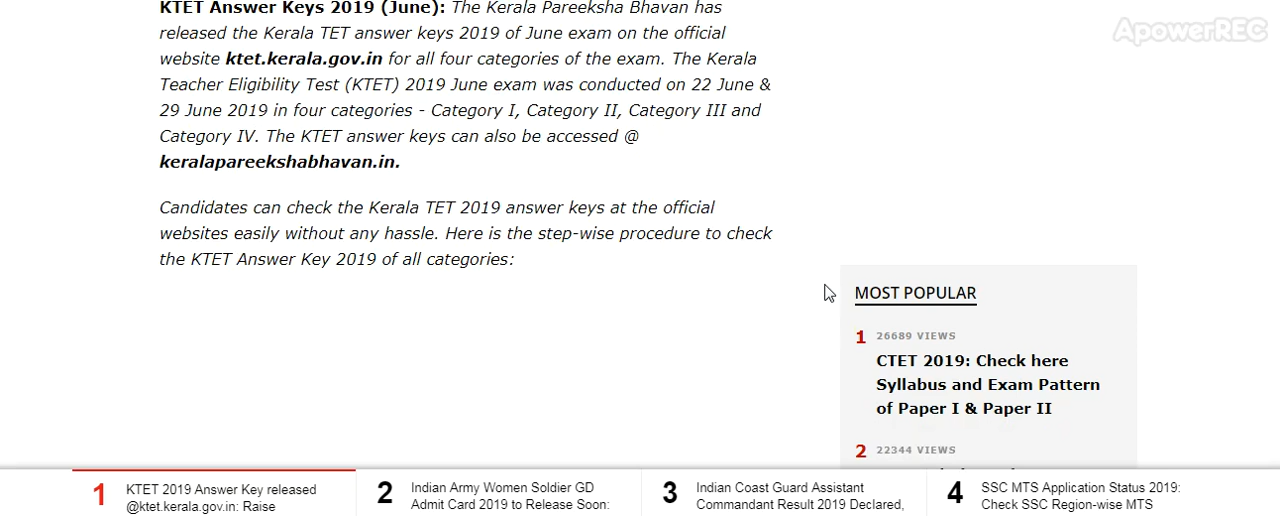 ApowerREC
KTET Answer Keys 2019 (June): The Kerala Pareeksha Bhavan has
released the Kerala TET answer keys 2019 of June exam on the official
website ktet.kerala.gov.in for all four categories of the exam. The Kerala
Teacher Eligibility Test (KTET) 2019 June exam was conducted on 22 June &
29 June 2019 in four categories - Category I, Category II, Category III and
Category IV. The KTET answer keys can also be accessed @
keralapareekshabhavan.in.
Candidates can check the Kerala TET 2019 answer keys at the official
websites easily without any hassle. Here is the step-wise procedure to check
the KTET Answer Key 2019 of all categories:
MOST POPULAR
1 26689 VIEWS
CTET 2019: Check here
Syllabus and Exam Pattern
of Paper I & Paper II
2 22344 VIEWS
1 KTET 2019 Answer Key released
@ktet.kerala.gov.in: Raise
2 Indian Army Women Soldier GD
Admit Card 2019 to Release Soon:
3 Indian Coast Guard Assistant
Commandant Result 2019 Declared,
4 SSC MTS Application Status 2019:
Check SSC Region-wise MTS